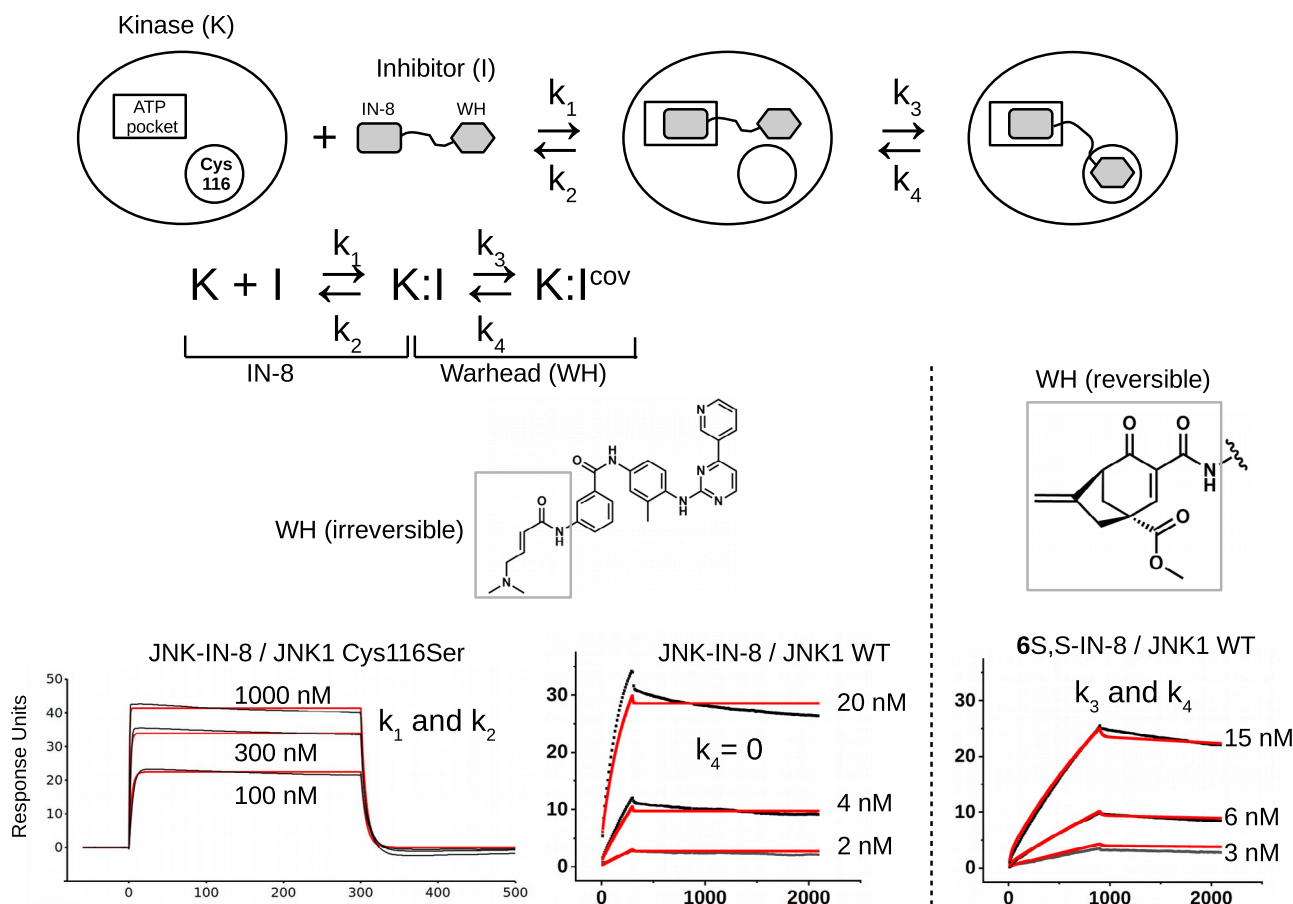 Kinase (K)
ATP
pocket
Cys
116
+
Inhibitor (I)
IN-8
WH
k1
k2
k3
k4
k1
k3
K + I
K:I
K:Icov
k2
k4
IN-8
Warhead (WH)
WH (reversible)
O
O
N
H
O
O
WH (irreversible)
N
H
N
O
N
H
N
N
N
H
O
N
H
N
JNK-IN-8 / JNK1 Cys116Ser
Response Units
50
40
30
20
10
0
1000 nM
300 nM
100 nM
k1 and k2
0
100
200
300
400
500
JNK-IN-8 / JNK1 WT
30
20
10
0
20 nM
k4= 0
4 nM
2 nM
0
1000
2000
6S,S-IN-8 / JNK1 WT
k3 and k4
30
20
10
0
15 nM
6 nM
3 nM
0
1000
2000